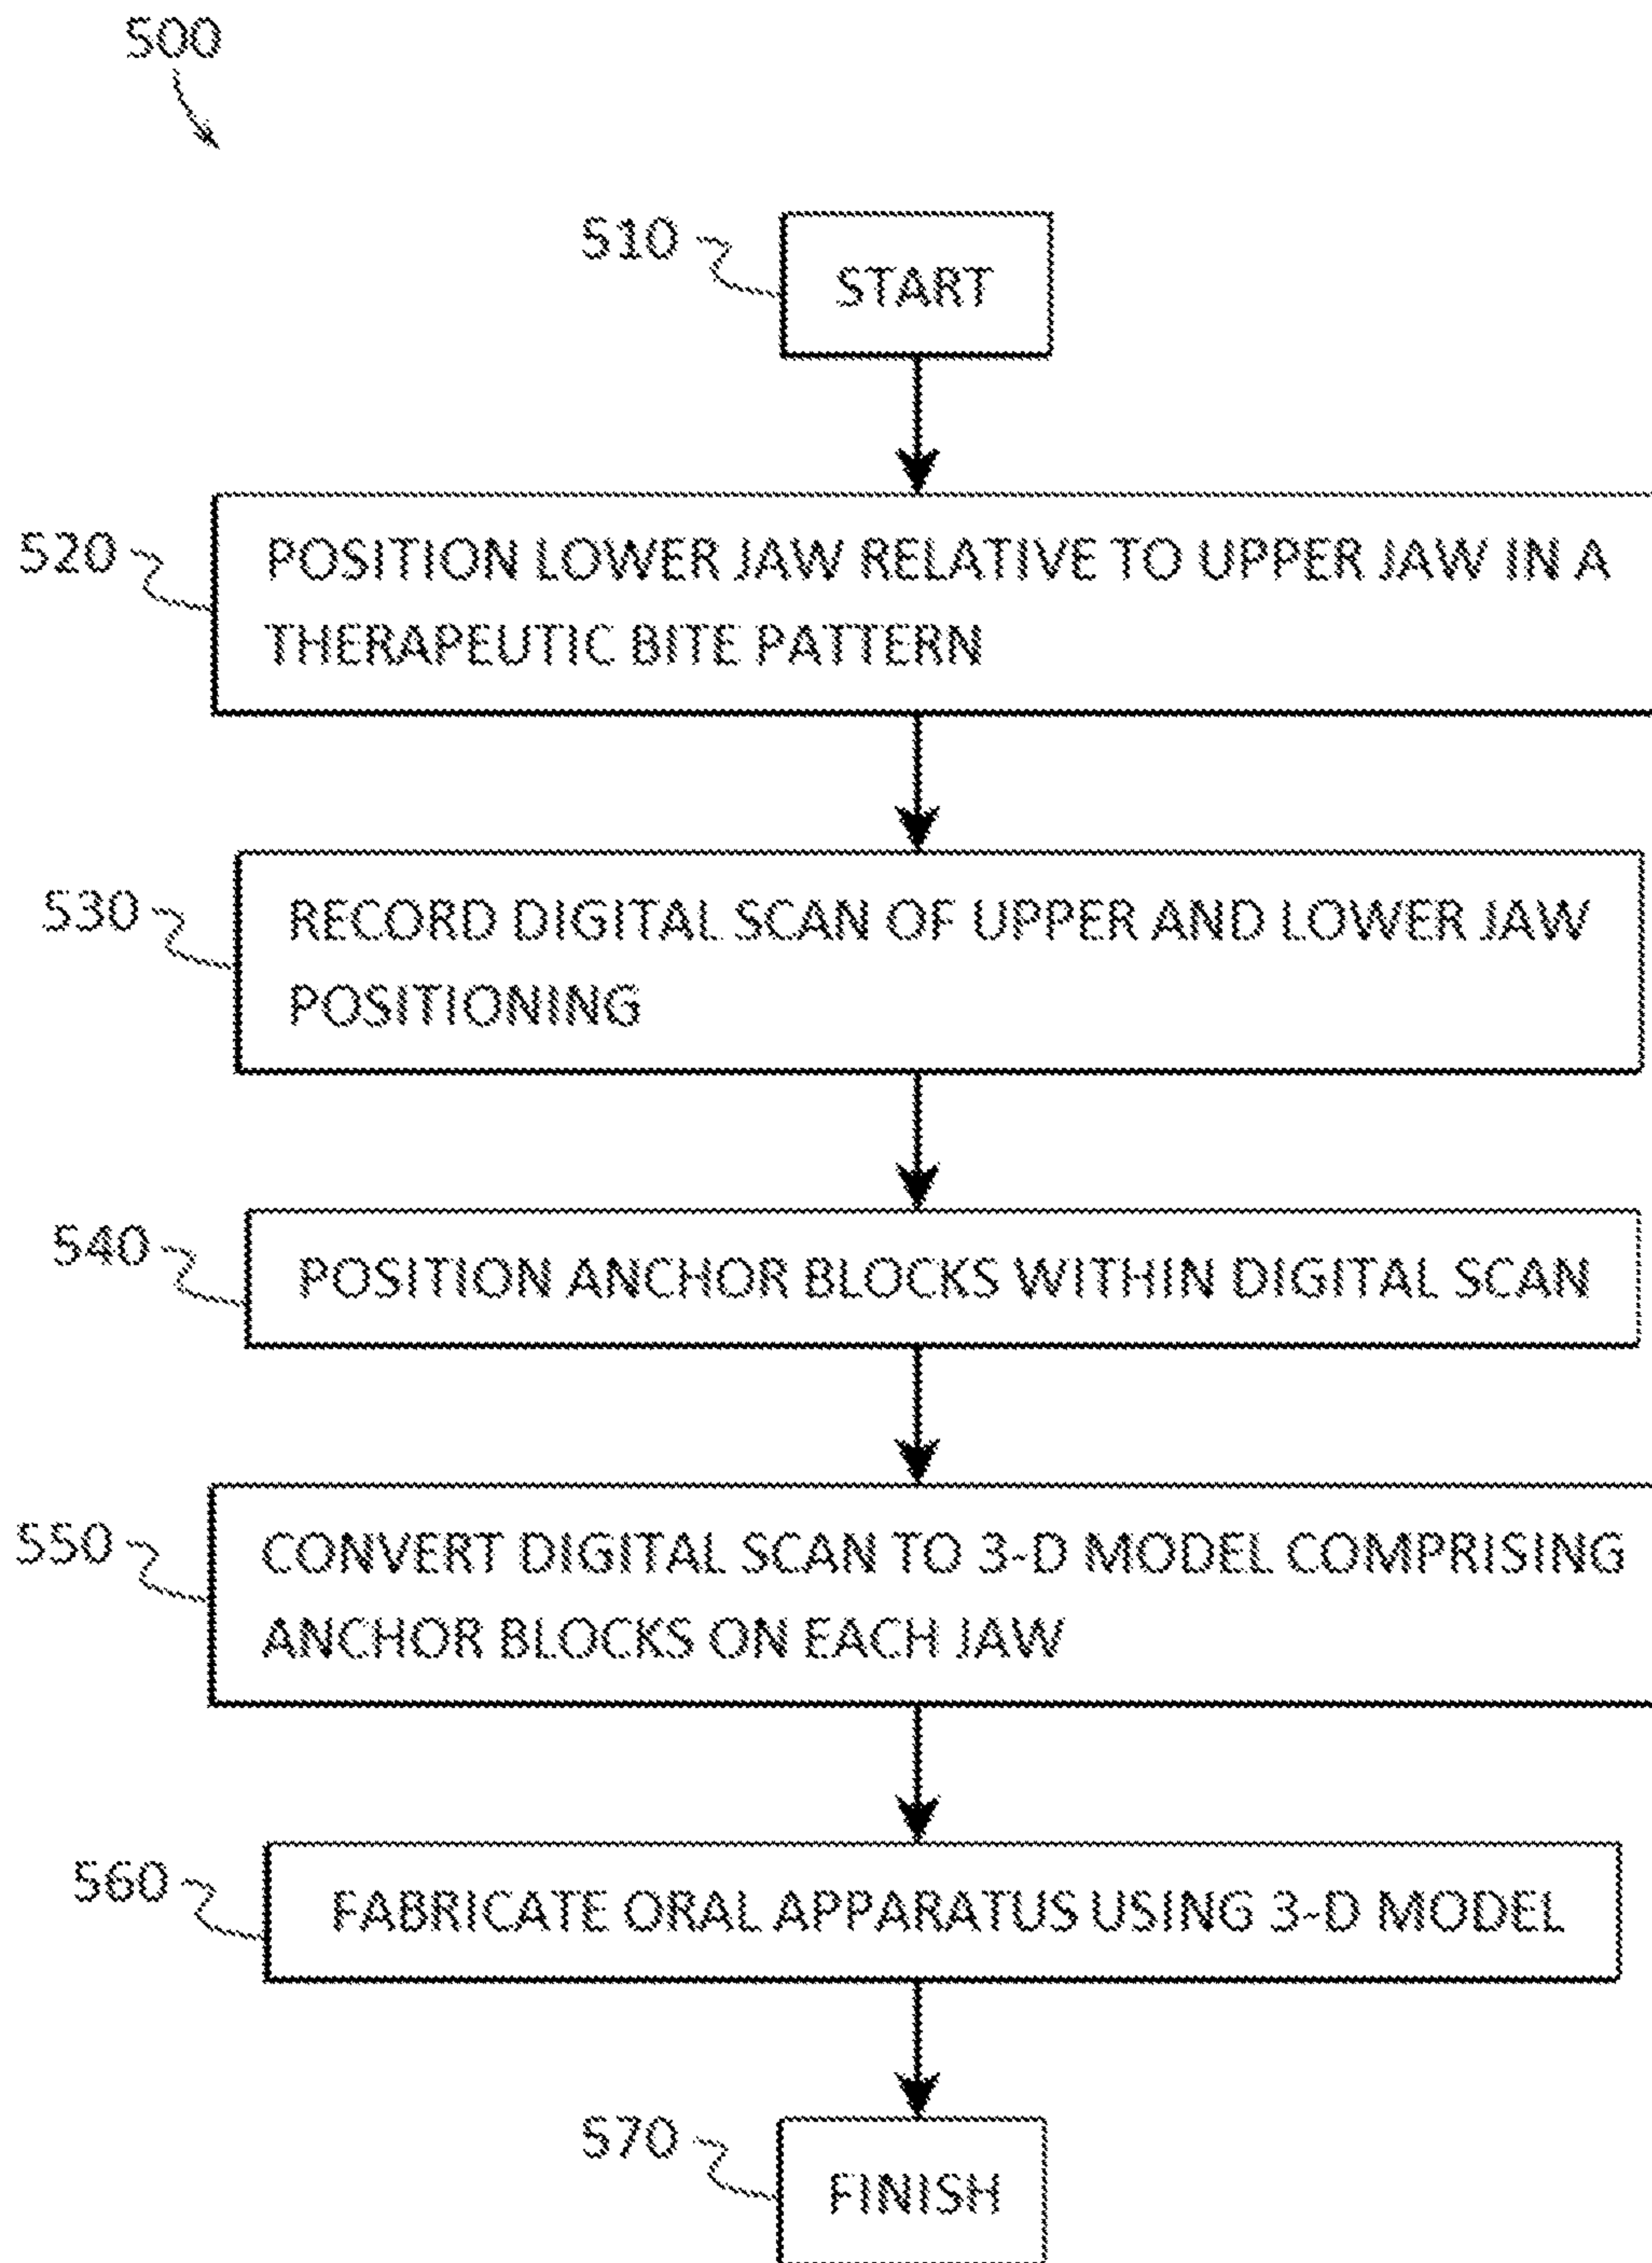 500
510
START
520
POSITION LOWER JAW RELATIVE TO UPPER JAW IN A
THERAPEUTIC BITE PATTERN
530
RECORD DIGITAL SCAN OF UPPER AND LOWER JAW
POSITIONING
540
POSITION ANCHOR BLOCKS WITHIN DIGITAL SCAN
550
CONVERT DIGITAL SCAN TO 3-D MODEL COMPRISING
ANCHOR BLOCKS ON EACH JAW
560
FABRICATE ORAL APPARATUS USING 3-D MODEL
570
FINISH